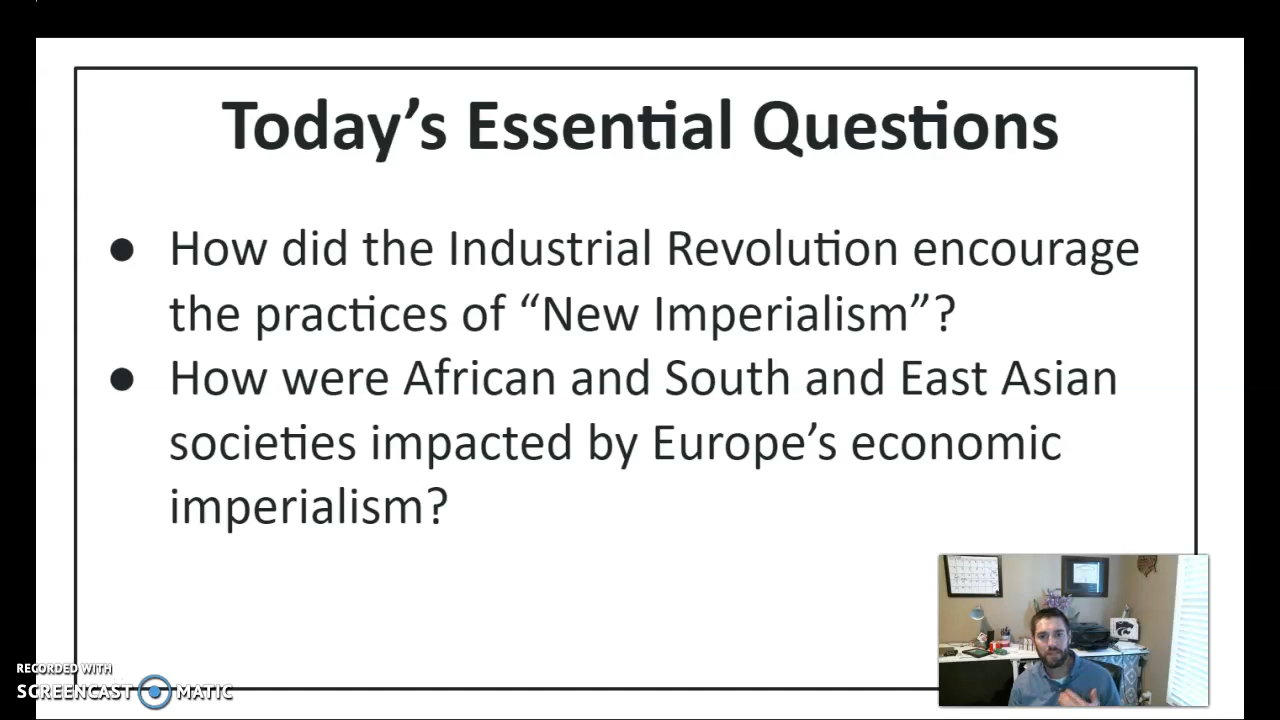 Today’s Essential Questions
● How did the Industrial Revolution encourage
the practices of “New Imperialism”?
● How were African and South and East Asian
societies impacted by Europe’s economic
imperialism?
RECORDED WITH
SCREENCAST MATIC